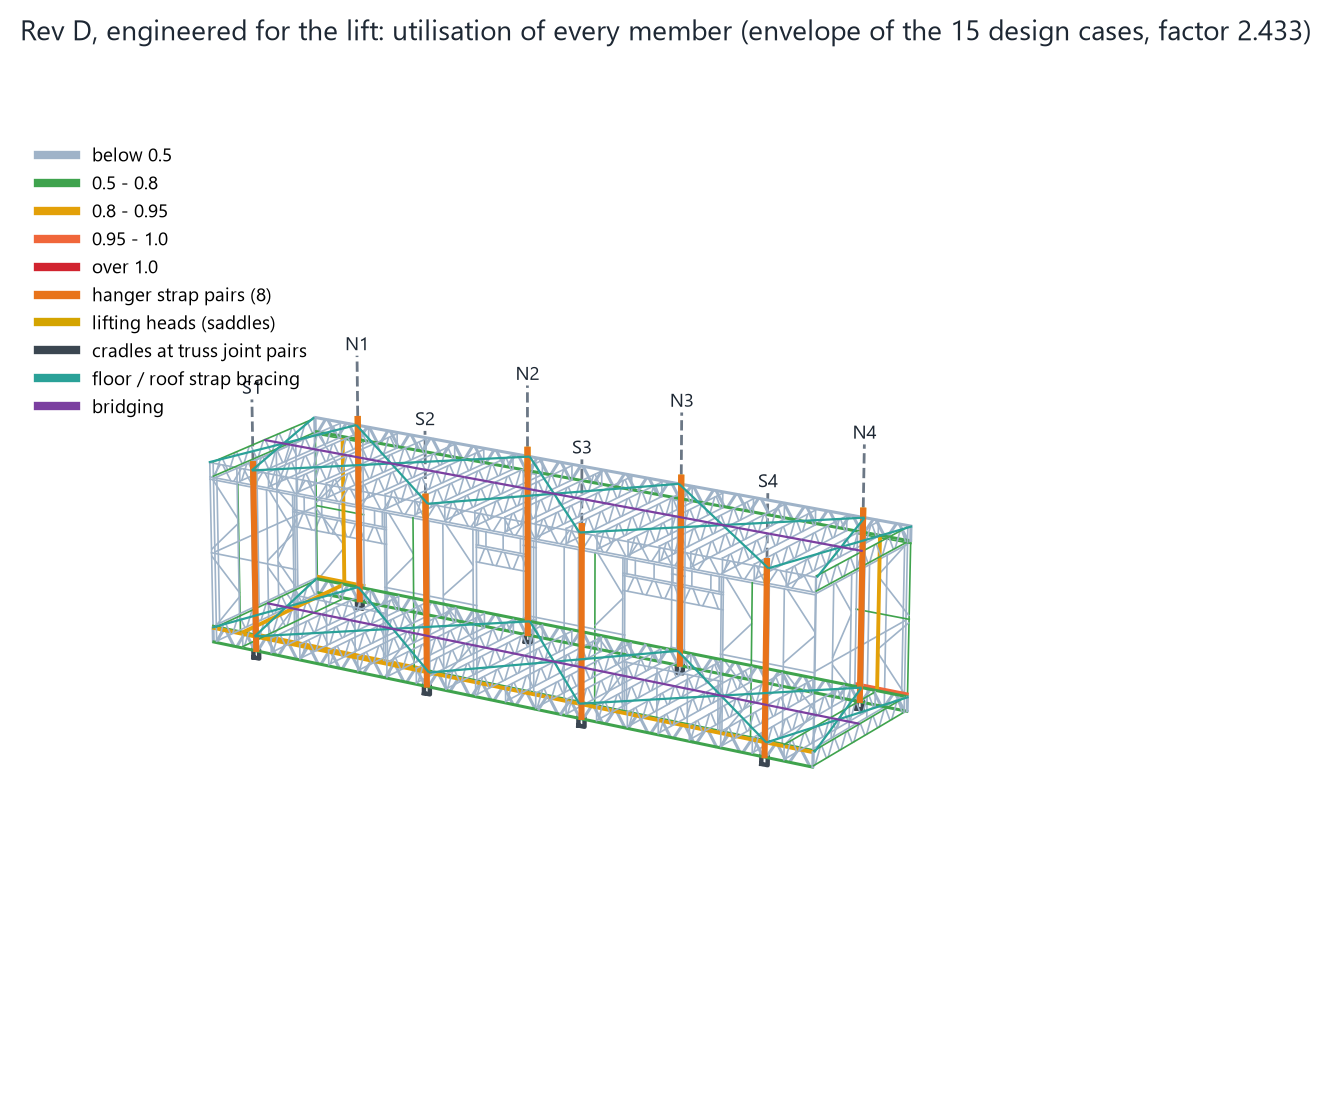 Rev D, engineered for the lift: utilisation of every member (envelope of the 15 design cases, factor 2.433)
below 0.5
0.5 - 0.8
0.8 - 0.95
0.95 - 1.0
over 1.0
hanger strap pairs (8)
lifting heads (saddles)
cradles at truss joint pairs
floor / roof strap bracing
bridging
N1
N2
N3
N4
S1
S2
S3
S4